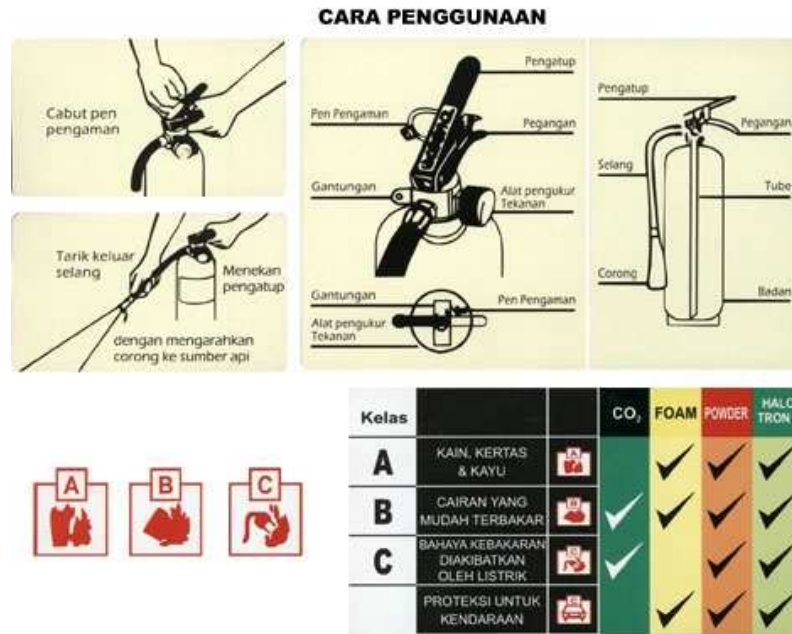 CARA PENGGUNAAN
Cabut pen
pengaman
Tarik keluar
selang
Menekan
pengatup
dengan mengarahkan
corong ke sumber api
Pengatup
Pen Pengaman
Pegangan
Gantungan
Alat pengukur
Tekanan
Gantungan
Pen Pengaman
Alat pengukur
Tekanan
Pengatup
Pegangan
Selang
Tube
Corong
Badan
A
B
C
Kelas
CO₂
FOAM
POWDER
HALO
TRON
A
KAIN, KERTAS
& KAYU
A
B
CAIRAN YANG
MUDAH TERBAKAR
B
C
BAHAYA KEBAKARAN
DIAKIBATKAN
OLEH LISTRIK
C
PROTEKSI UNTUK
KENDARAAN